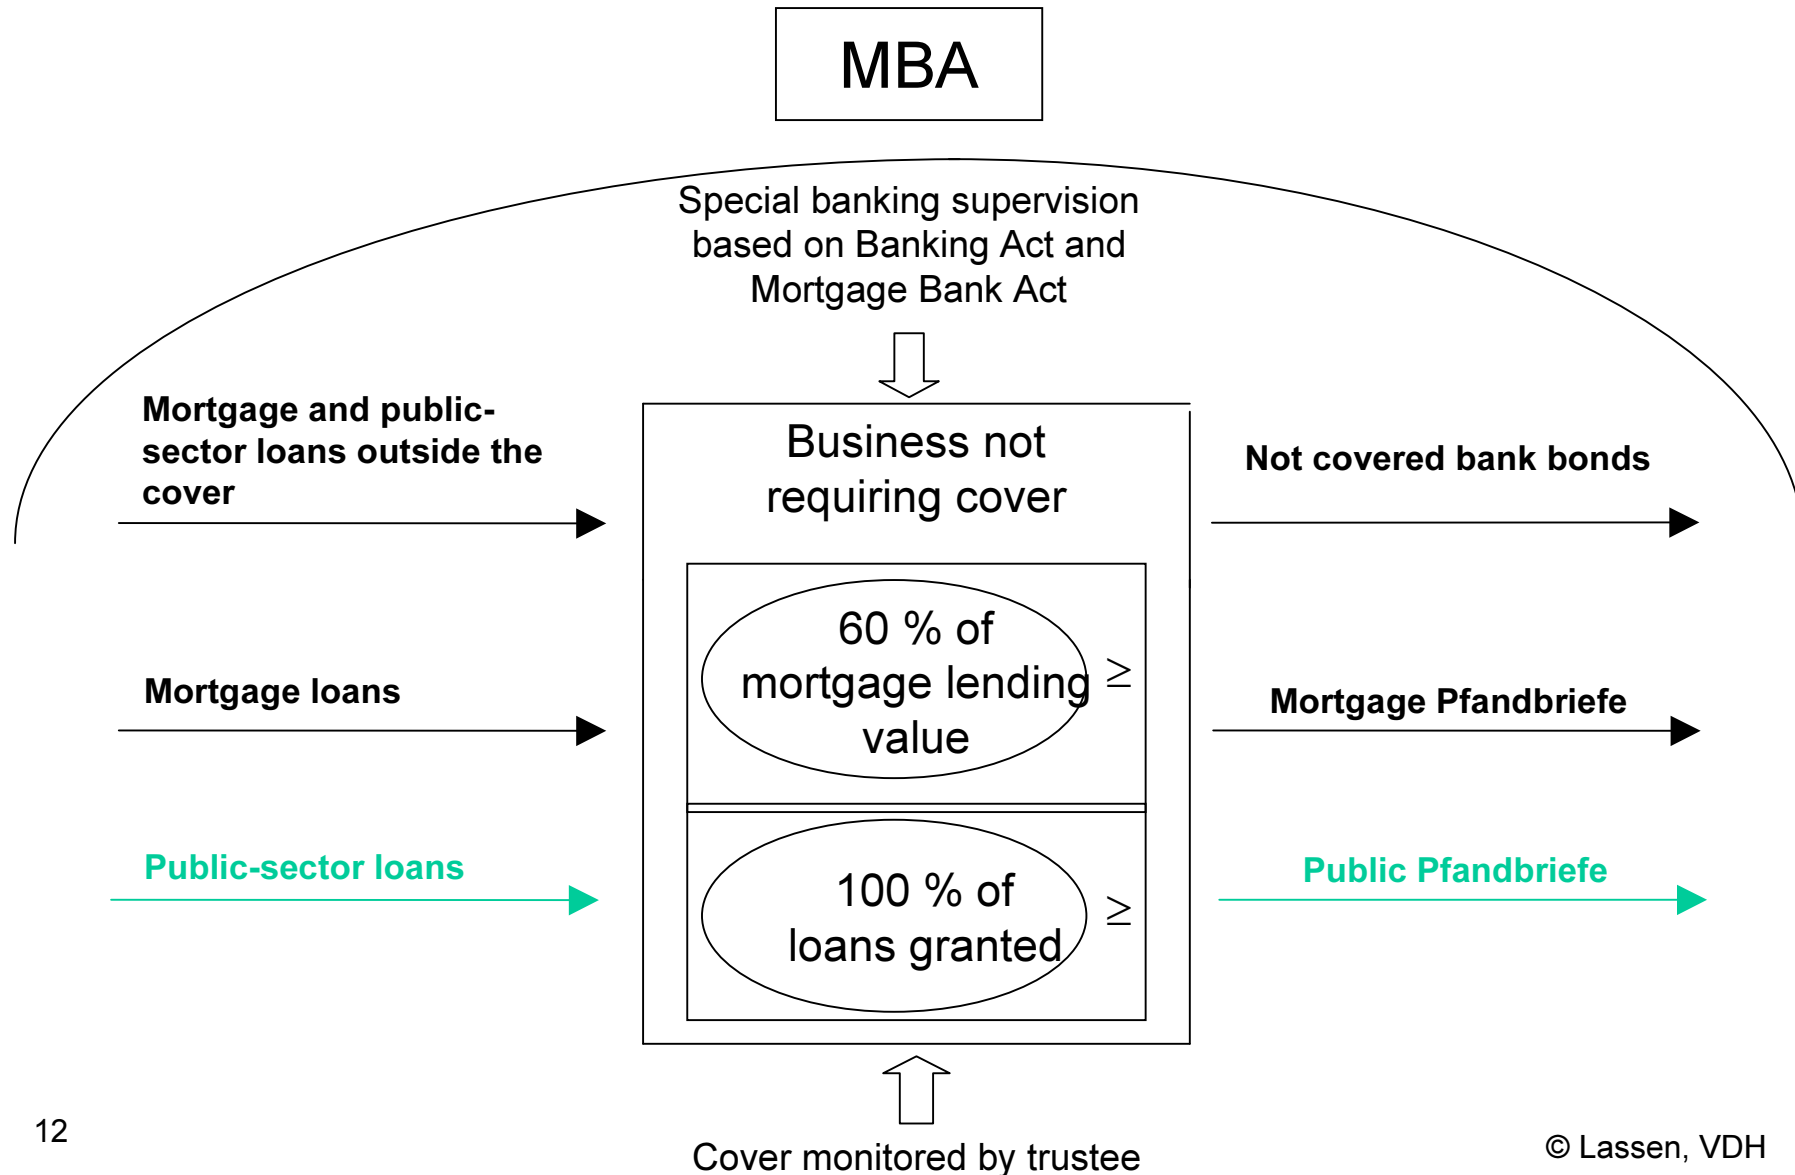 MBA
Special banking supervision
based on Banking Act and
Mortgage Bank Act
Mortgage and public-
sector loans outside the
cover
Business not
requiring cover
Not covered bank bonds
Mortgage loans
60 % of
mortgage lending
value
≥
Mortgage Pfandbriefe
Public-sector loans
100 % of
loans granted
≥
Public Pfandbriefe
Cover monitored by trustee
12
© Lassen, VDH